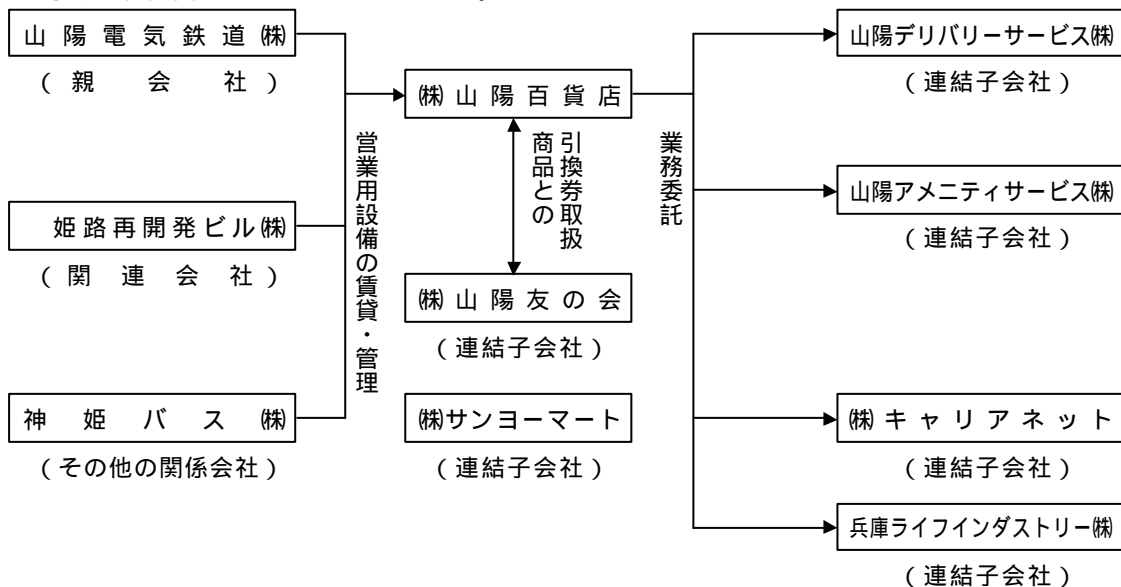 山陽電気鉄道㈱
(親会社)
姫路再開発ビル㈱
(関連会社)
神姫バス㈱
(その他の関係会社)
営業用設備の賃貸・管理
㈱山陽百貨店
商品との
引換券取扱
㈱山陽友の会
(連結子会社)
㈱サンヨーマート
(連結子会社)
業務委託
山陽デリバリーサービス㈱
(連結子会社)
山陽アメニティサービス㈱
(連結子会社)
㈱キャリアネット
(連結子会社)
兵庫ライフインダストリー㈱
(連結子会社)